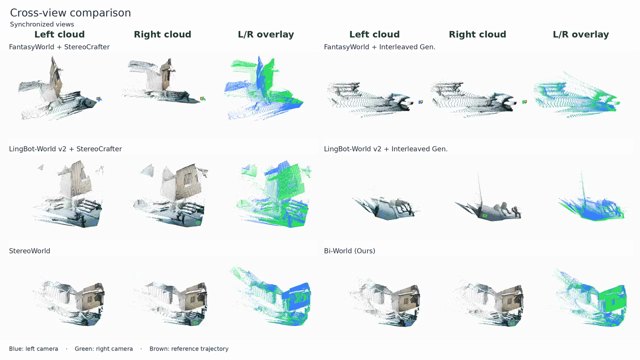 Cross-view comparison
Synchronized views
Left cloud Right cloud L/R overlay Left cloud Right cloud L/R overlay
FantasyWorld + StereoCrafter FantasyWorld + Interleaved Gen.
LingBot-World v2 + StereoCrafter LingBot-World v2 + Interleaved Gen.
StereoWorld Bi-World (Ours)
Blue: left camera · Green: right camera · Brown: reference trajectory